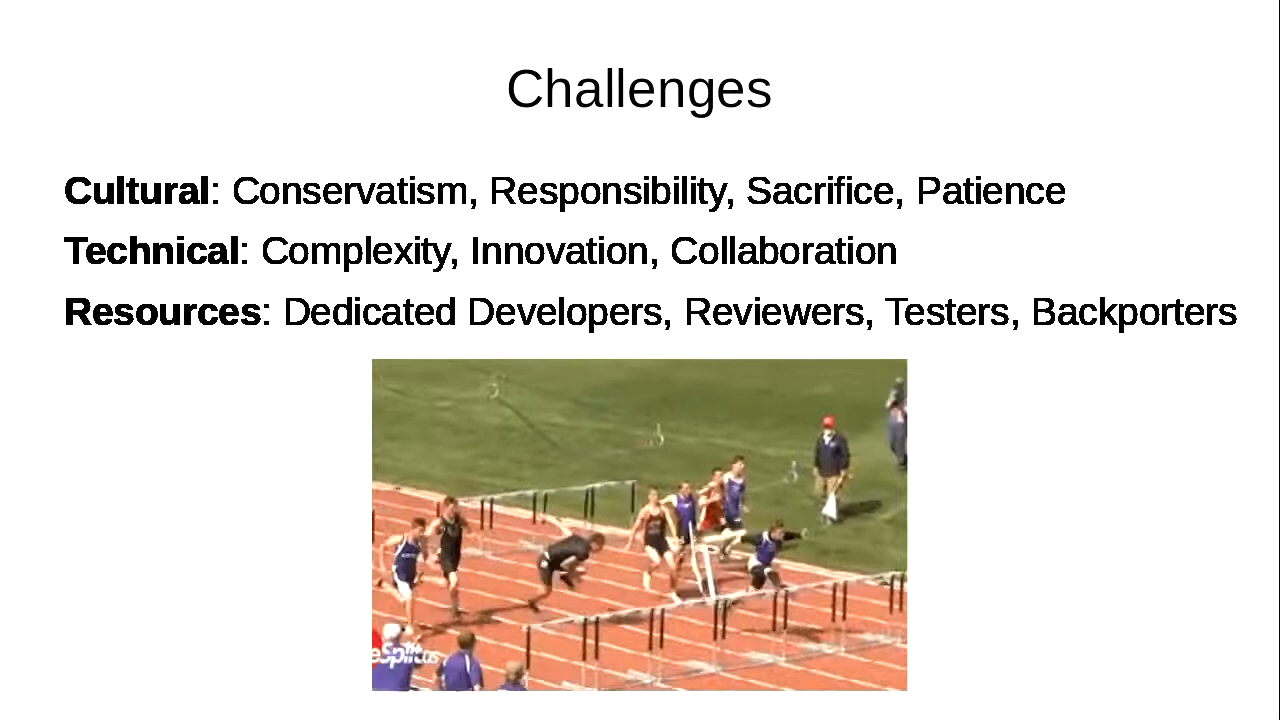 Challenges
Cultural: Conservatism, Responsibility, Sacrifice, Patience
Technical: Complexity, Innovation, Collaboration
Resources: Dedicated Developers, Reviewers, Testers, Backporters